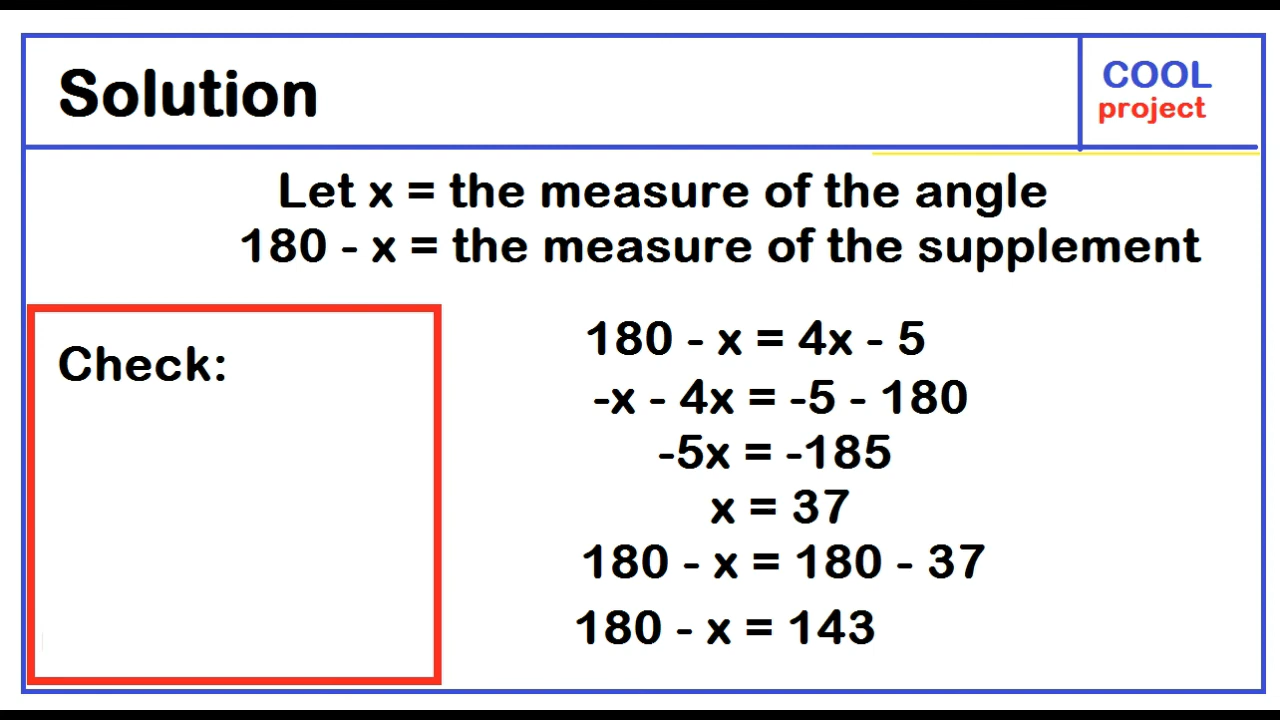 Solution
COOL
project
Let x = the measure of the angle
180 - x = the measure of the supplement
Check:
180 - x = 4x - 5
-x - 4x = -5 - 180
-5x = -185
x = 37
180 - x = 180 - 37
180 - x = 143